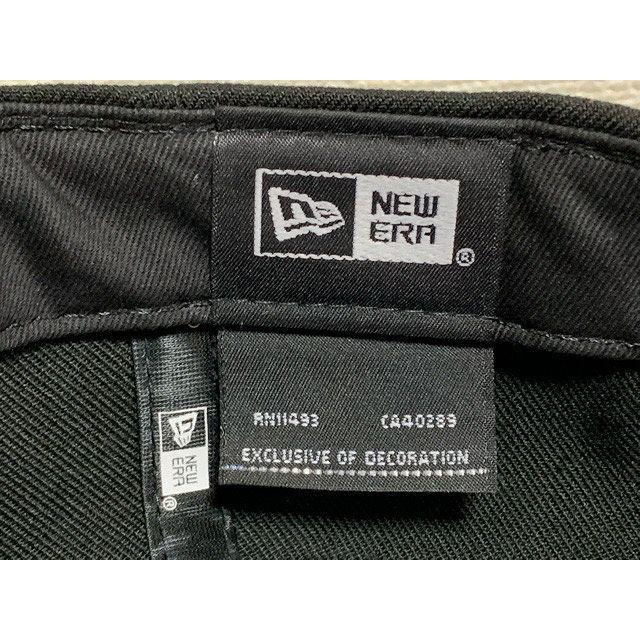 NEW
ERA
®
RN11493 CA40289
EXCLUSIVE OF DECORATION
NEW
ERA
®